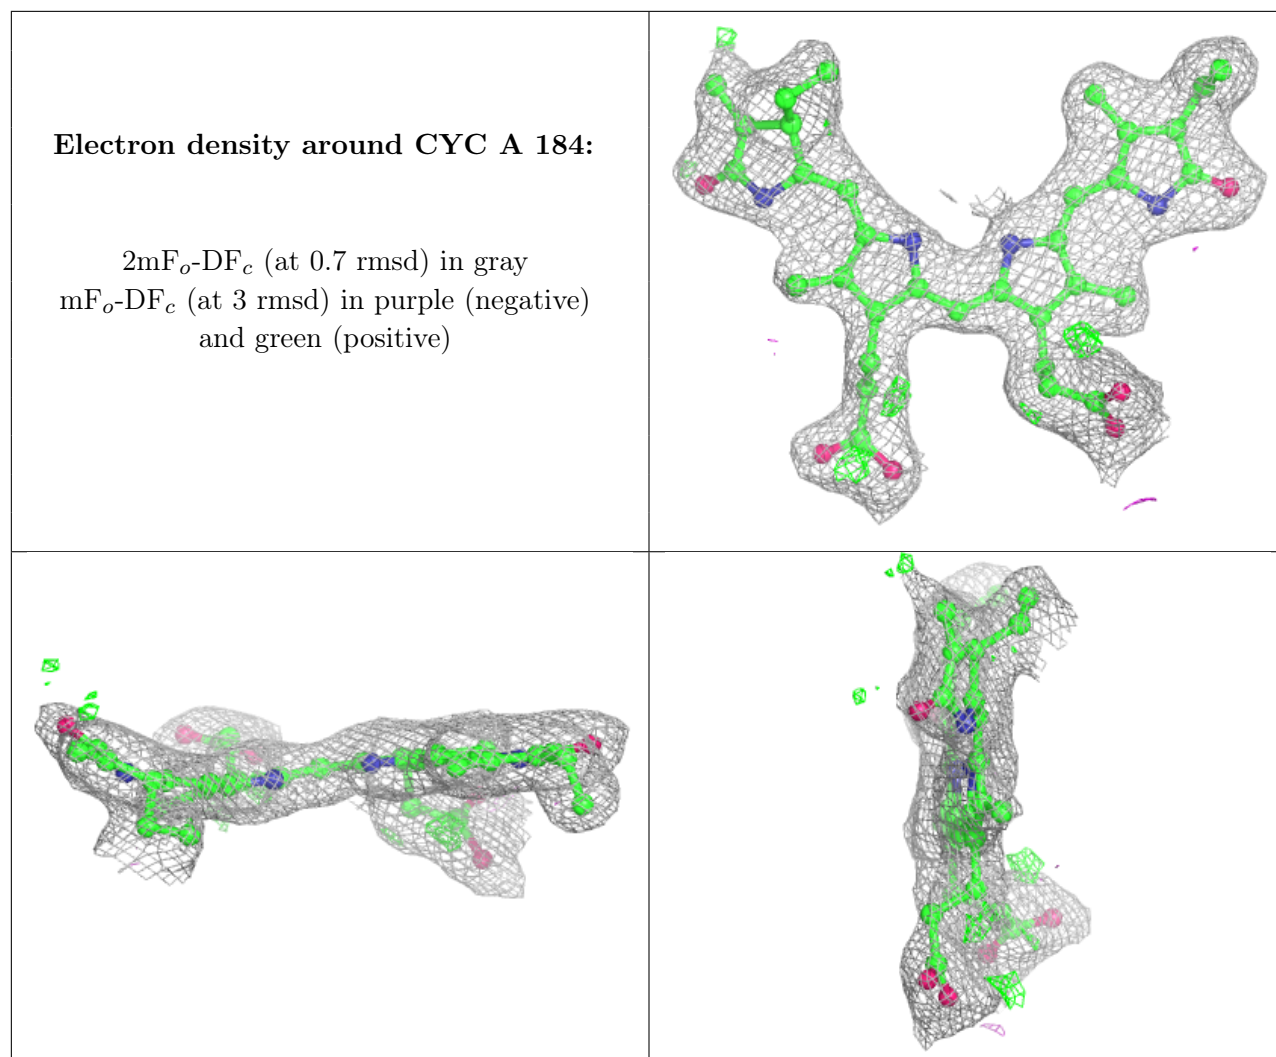 Electron density around CYC A 184:
2mFo-DFc (at 0.7 rmsd) in gray
mFo-DFc (at 3 rmsd) in purple (negative)
and green (positive)